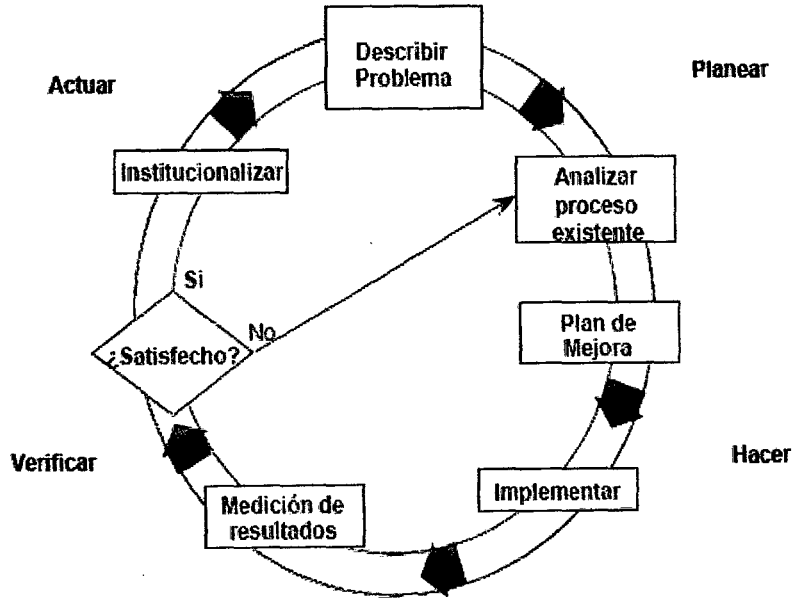 Describir
Problema
Actuar
Planear
Institucionalizar
Analizar
proceso
existente
Si
No
¿Satisfecho?
Plan de
Mejora
Verificar
Hacer
Medición de
resultados
Implementar